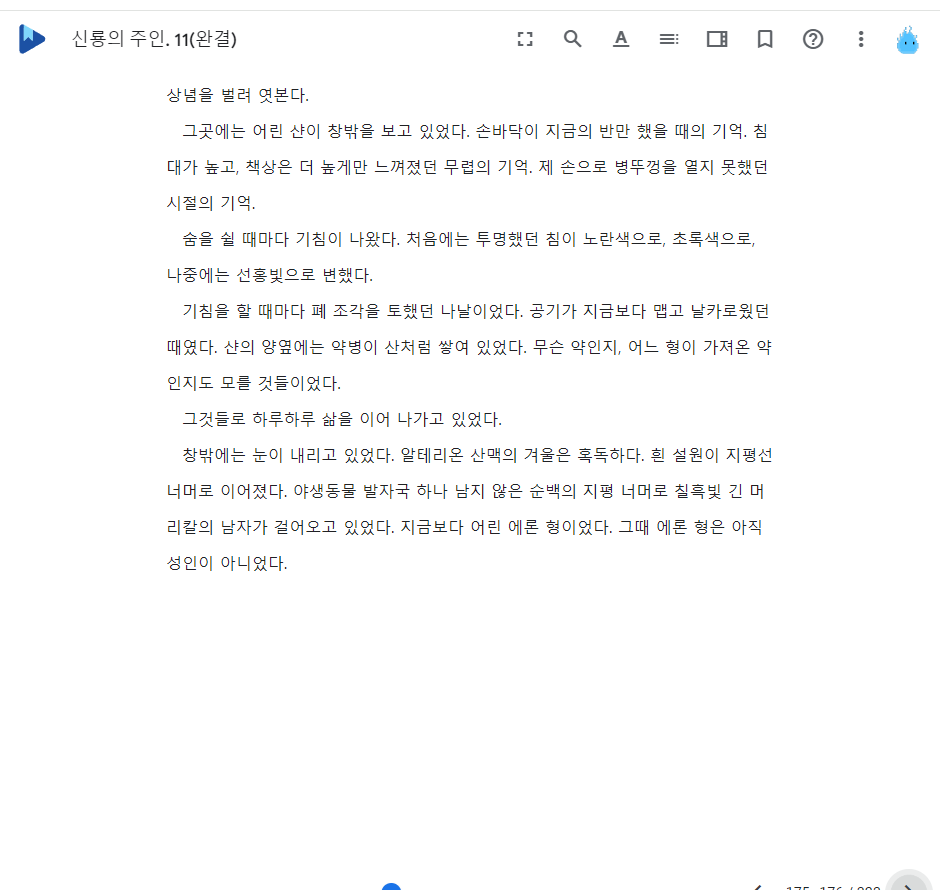 신룡의 주인. 11(완결)
상념을 벌려 엿본다.
그곳에는 어린 샨이 창밖을 보고 있었다. 손바닥이 지금의 반만 했을 때의 기억. 침
대가 높고, 책상은 더 높게만 느껴졌던 무렵의 기억. 제 손으로 병뚜껑을 열지 못했던
시절의 기억.
숨을 쉴 때마다 기침이 나왔다. 처음에는 투명했던 침이 노란색으로, 초록색으로,
나중에는 선홍빛으로 변했다.
기침을 할 때마다 폐 조각을 토했던 나날이었다. 공기가 지금보다 맵고 날카로웠던
때였다. 샨의 양옆에는 약병이 산처럼 쌓여 있었다. 무슨 약인지, 어느 형이 가져온 약
인지도 모를 것들이었다.
그것들로 하루하루 삶을 이어 나가고 있었다.
창밖에는 눈이 내리고 있었다. 알테리온 산맥의 겨울은 혹독하다. 흰 설원이 지평선
너머로 이어졌다. 야생동물 발자국 하나 남지 않은 순백의 지평 너머로 칠흑빛 긴 머
리칼의 남자가 걸어오고 있었다. 지금보다 어린 에론 형이었다. 그때 에론 형은 아직
성인이 아니었다.